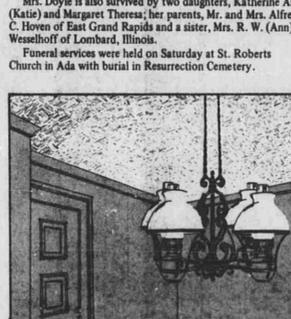 Mrs. Doyle is also survived by two daughters, Katherine A
(Katie) and Margaret Theresa; her parents, Mr. and Mrs. Alfre
C. Hoven of East Grand Rapids and a sister, Mrs. R. W. (Ann)
Wesselhoff of Lombard, Illinois.
Funeral services were held on Saturday at St. Roberts
Church in Ada with burial in Resurrection Cemetery.